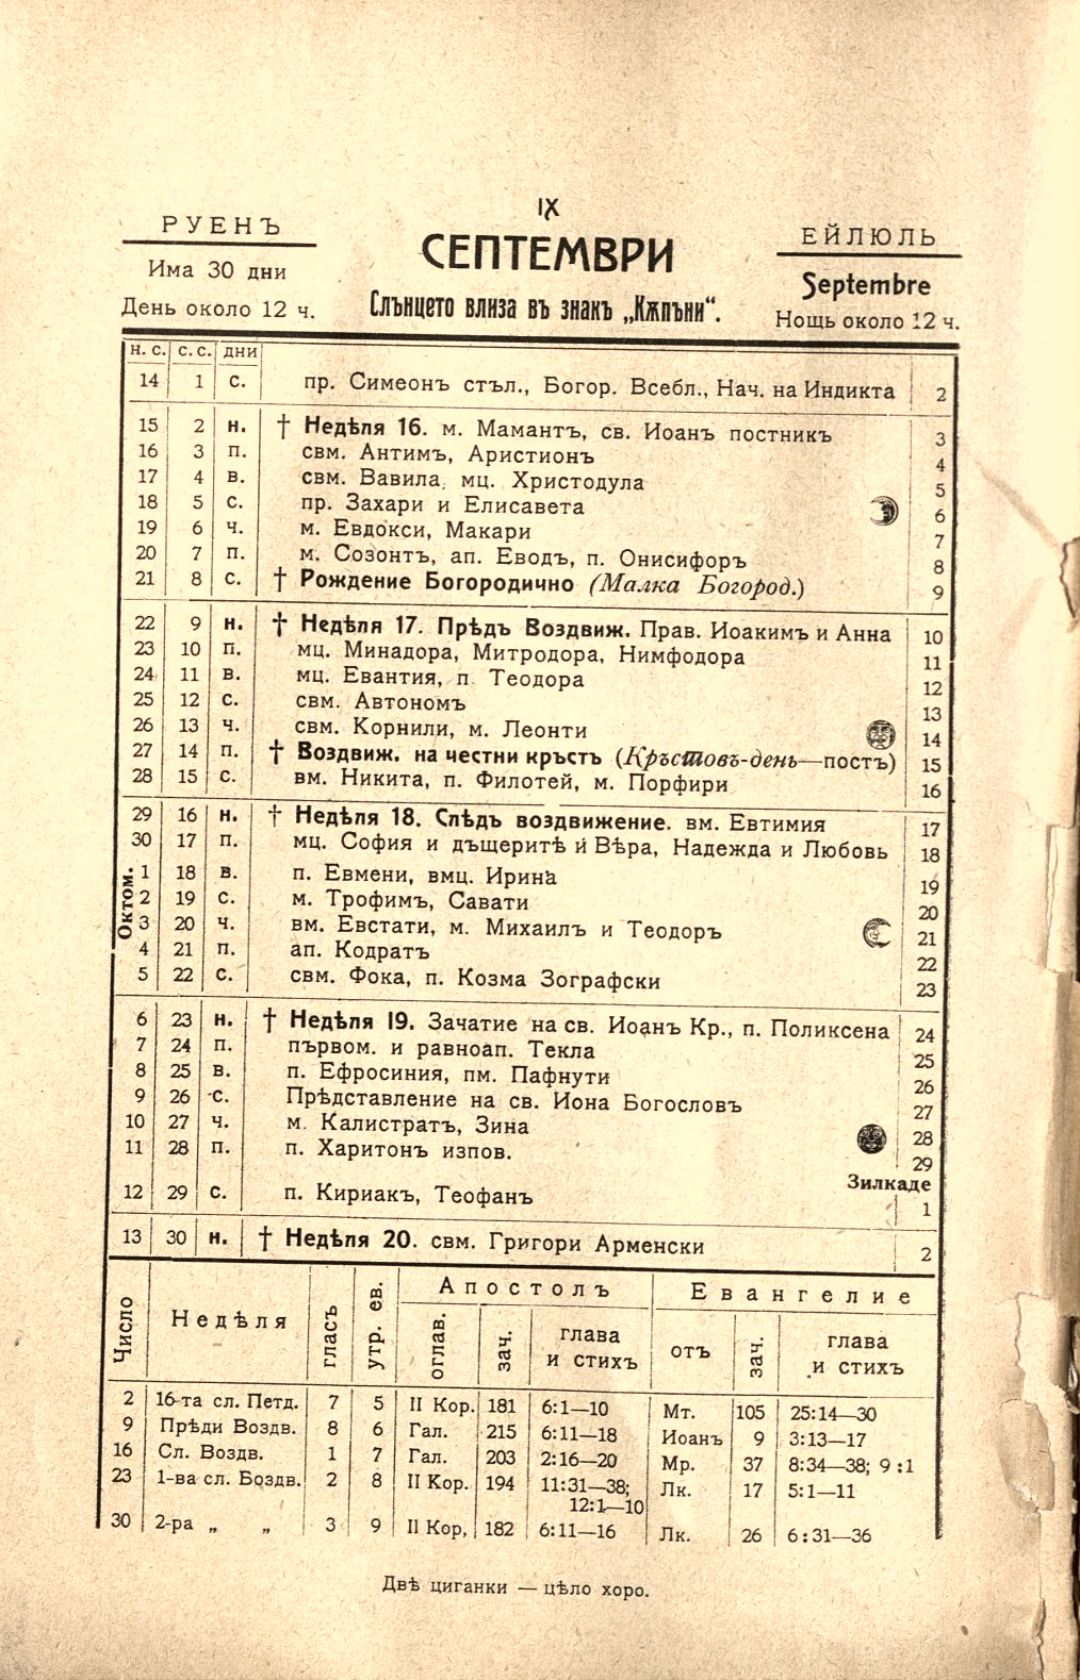 IX
РУЕНЪ СЕПТЕМВРИ ЕЙЛЮЛЬ
Има 30 дни Septembre
День около 12 ч. Слънцето влиза въ знакъ „Кѫпъни“. Нощь около 12 ч.
н. с. с. с. дни
14 1 с. пр. Симеонъ стъл., Богор. Всебл., Нач. на Индикта 2
15 2 н. † Недѣля 16. м. Мамантъ, св. Иоанъ постникъ 3
16 3 п. свм. Антимъ, Аристионъ 4
17 4 в. свм. Вавила, мц. Христодула 5
18 5 с. пр. Захари и Елисавета 6
19 6 ч. м. Евдокси, Макари 7
20 7 п. м. Созонтъ, ап. Еводъ, п. Онисифоръ 8
21 8 с. † Рождение Богородично (Малка Богород.) 9
22 9 н. † Недѣля 17. Прѣдъ Воздвиж. Прав. Иоакимъ и Анна 10
23 10 п. мц. Минадора, Митродора, Нимфодора 11
24 11 в. мц. Евантия, п. Теодора 12
25 12 с. свм. Автономъ 13
26 13 ч. свм. Корнили, м. Леонти 14
27 14 п. † Воздвиж. на честни кръстъ (Кръстовъ-день—постъ) 15
28 15 с. вм. Никита, п. Филотей, м. Порфири 16
29 16 н. † Недѣля 18. Слѣдъ воздвижение. вм. Евтимия 17
30 17 п. мц. София и дъщеритѣ ѝ Вѣра, Надежда и Любовь 18
Октом. 1 18 в. п. Евмени, вмц. Ирина 19
2 19 с. м. Трофимъ, Савати 20
3 20 ч. вм. Евстати, м. Михаилъ и Теодоръ 21
4 21 п. ап. Кодратъ 22
5 22 с. свм. Фока, п. Козма Зографски 23
6 23 н. † Недѣля 19. Зачатие на св. Иоанъ Кр., п. Поликсена 24
7 24 п. първом. и равноап. Текла 25
8 25 в. п. Ефросиния, пм. Пафнути 26
9 26 с. Прѣдставление на св. Иона Богословъ 27
10 27 ч. м. Калистратъ, Зина 28
11 28 п. п. Харитонъ изпов. 29
Зилкаде
12 29 с. п. Кириакъ, Теофанъ 1
13 30 н. † Недѣля 20. свм. Григори Арменски 2
Число Недѣля гласъ утр. ев. Апостолъ Евангелие
оглав. зач. глава и стихъ отъ зач. глава и стихъ
2 16-та сл. Петд. 7 5 II Кор. 181 6:1—10 Мт. 105 25:14—30
9 Прѣди Воздв. 8 6 Гал. 215 6:11—18 Иоанъ 9 3:13—17
16 Сл. Воздв. 1 7 Гал. 203 2:16—20 Мр. 37 8:34—38; 9:1
23 1-ва сл. Воздв. 2 8 II Кор. 194 11:31—38; Лк. 17 5:1—11
12:1—10
30 2-ра „ „ 3 9 II Кор, 182 6:11—16 Лк. 26 6:31—36
Двѣ циганки — цѣло хоро.